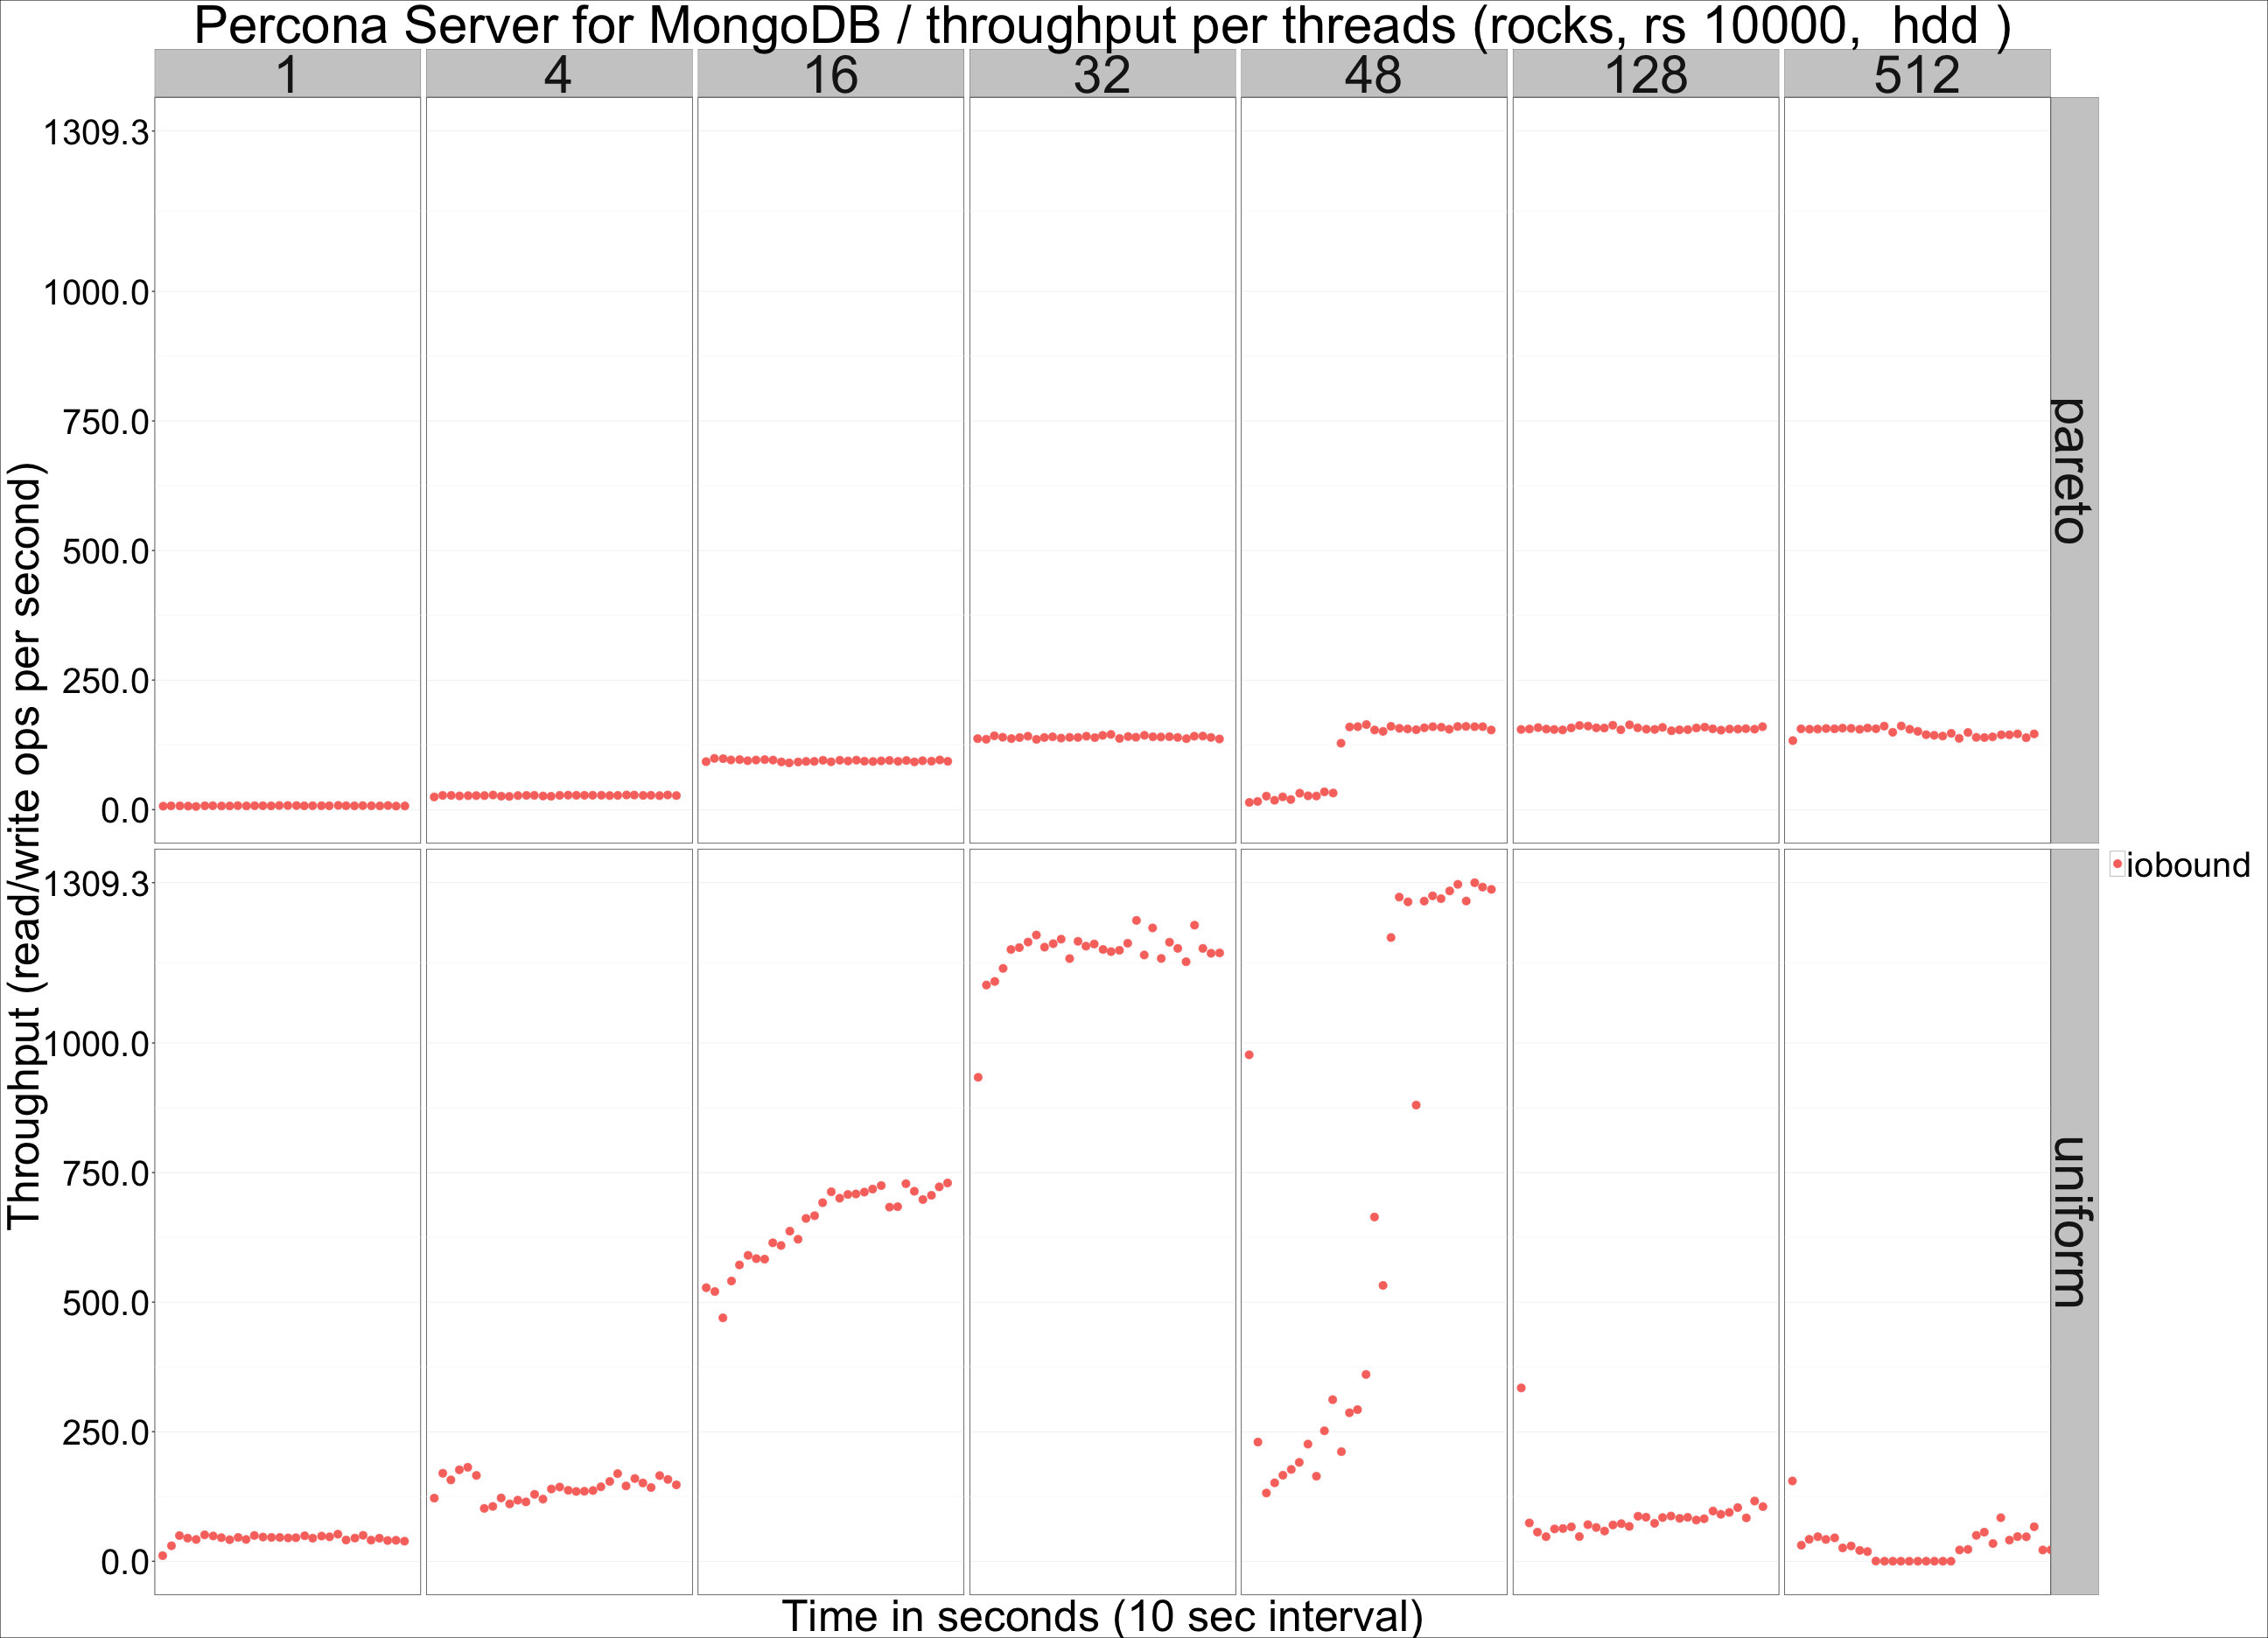 Percona Server for MongoDB / throughput per threads (rocks, rs 10000,  hdd )
1 4 16 32 48 128 512
1309.3
1000.0
750.0
500.0
250.0
0.0
pareto
1309.3
1000.0
750.0
500.0
250.0
0.0
uniform
Throughput (read/write ops per second)
Time in seconds (10 sec interval)
iobound